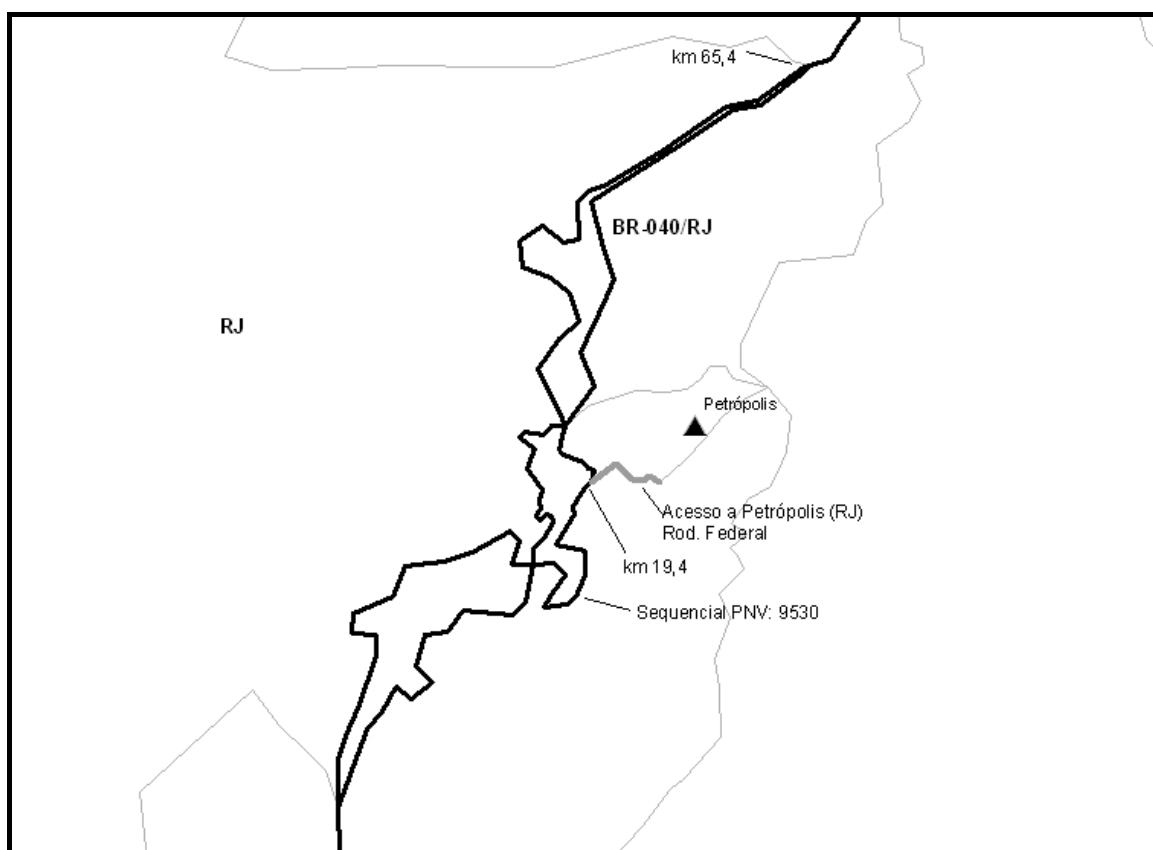 km 65,4
BR-040/RJ
RJ
Petrópolis
Acesso a Petrópolis (RJ)
Rod. Federal
km 19,4
Sequencial PNV: 9530